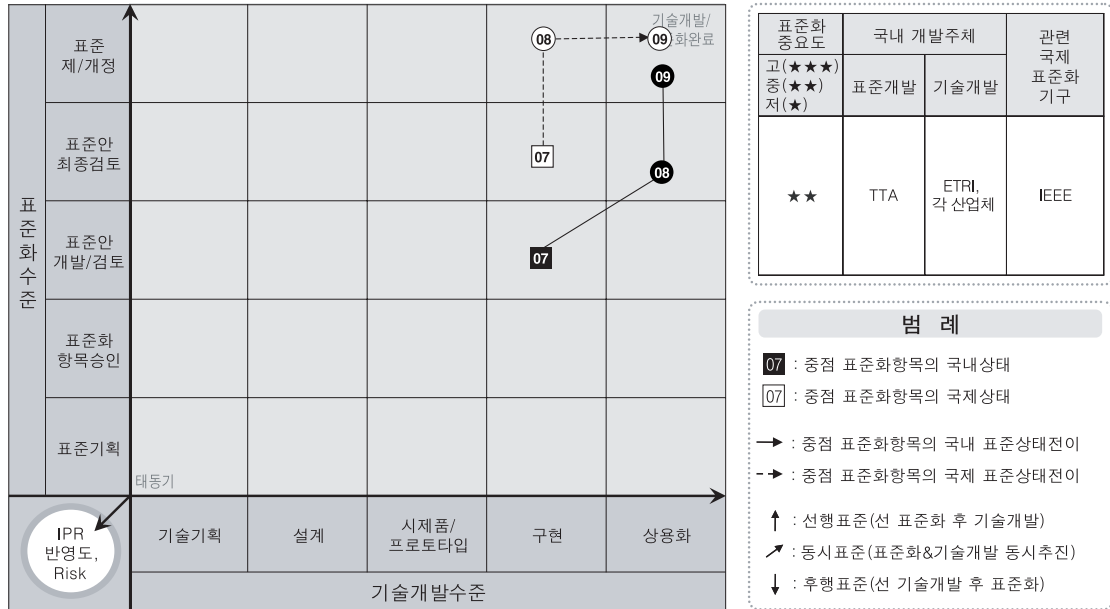 표준
제/개정
표준안
최종검토
표준안
개발/검토
표준화
항목승인
표준기획
표준화수준
기술개발/
화완료
08
09
09
07
08
07
태동기
IPR
반영도,
Risk
기술기획
설계
시제품/
프로토타입
구현
상용화
기술개발수준
표준화
중요도
국내 개발주체
관련
국제
표준화
기구
고(★★★)
중(★★)
저(★)
표준개발
기술개발
★★
TTA
ETRI,
각 산업체
IEEE
범 례
07 : 중점 표준화항목의 국내상태
07 : 중점 표준화항목의 국제상태
→ : 중점 표준화항목의 국내 표준상태전이
⇢ : 중점 표준화항목의 국제 표준상태전이
↑ : 선행표준(선 표준화 후 기술개발)
↗ : 동시표준(표준화&기술개발 동시추진)
↓ : 후행표준(선 기술개발 후 표준화)